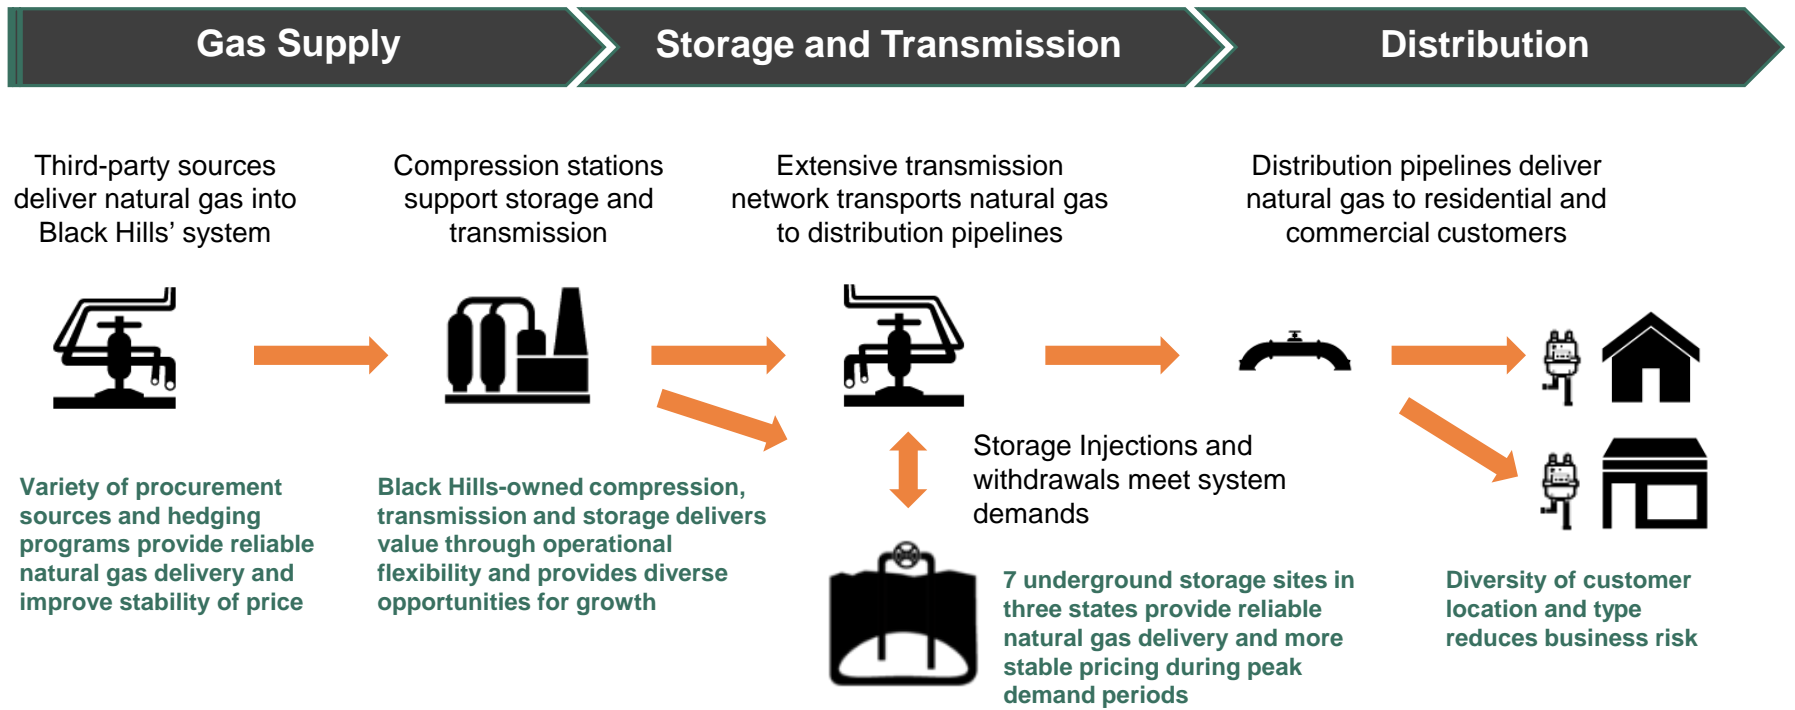 Gas Supply
Storage and Transmission
Distribution
Third-party sources
deliver natural gas into
Black Hills’ system
Compression stations
support storage and
transmission
Extensive transmission
network transports natural gas
to distribution pipelines
Distribution pipelines deliver
natural gas to residential and
commercial customers
Storage Injections and
withdrawals meet system
demands
Variety of procurement
sources and hedging
programs provide reliable
natural gas delivery and
improve stability of price
Black Hills-owned compression,
transmission and storage delivers
value through operational
flexibility and provides diverse
opportunities for growth
7 underground storage sites in
three states provide reliable
natural gas delivery and more
stable pricing during peak
demand periods
Diversity of customer
location and type
reduces business risk